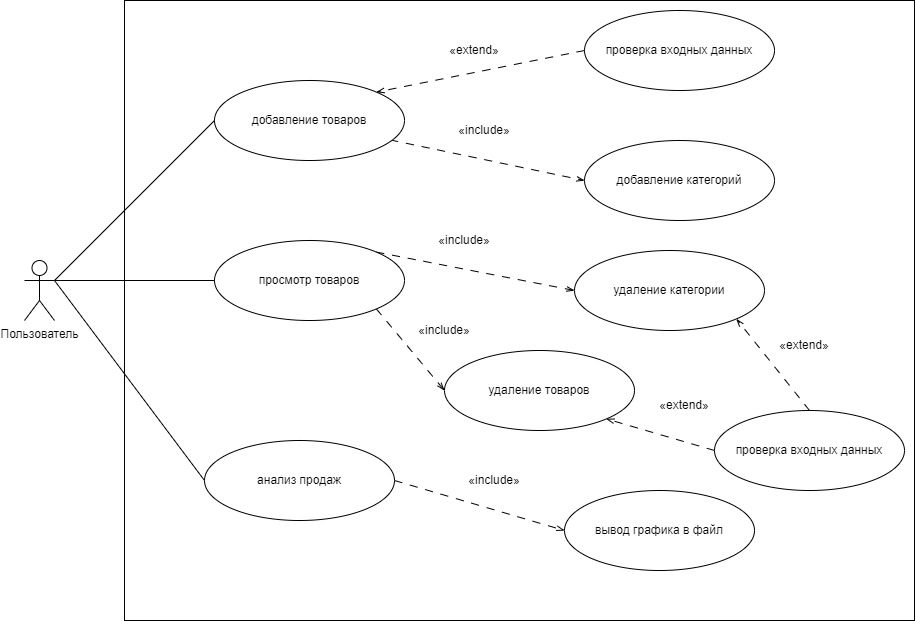 «extend»
проверка входных данных
добавление товаров
«include»
добавление категорий
«include»
просмотр товаров
удаление категории
Пользователь
«include»
«extend»
удаление товаров
«extend»
проверка входных данных
анализ продаж
«include»
вывод графика в файл